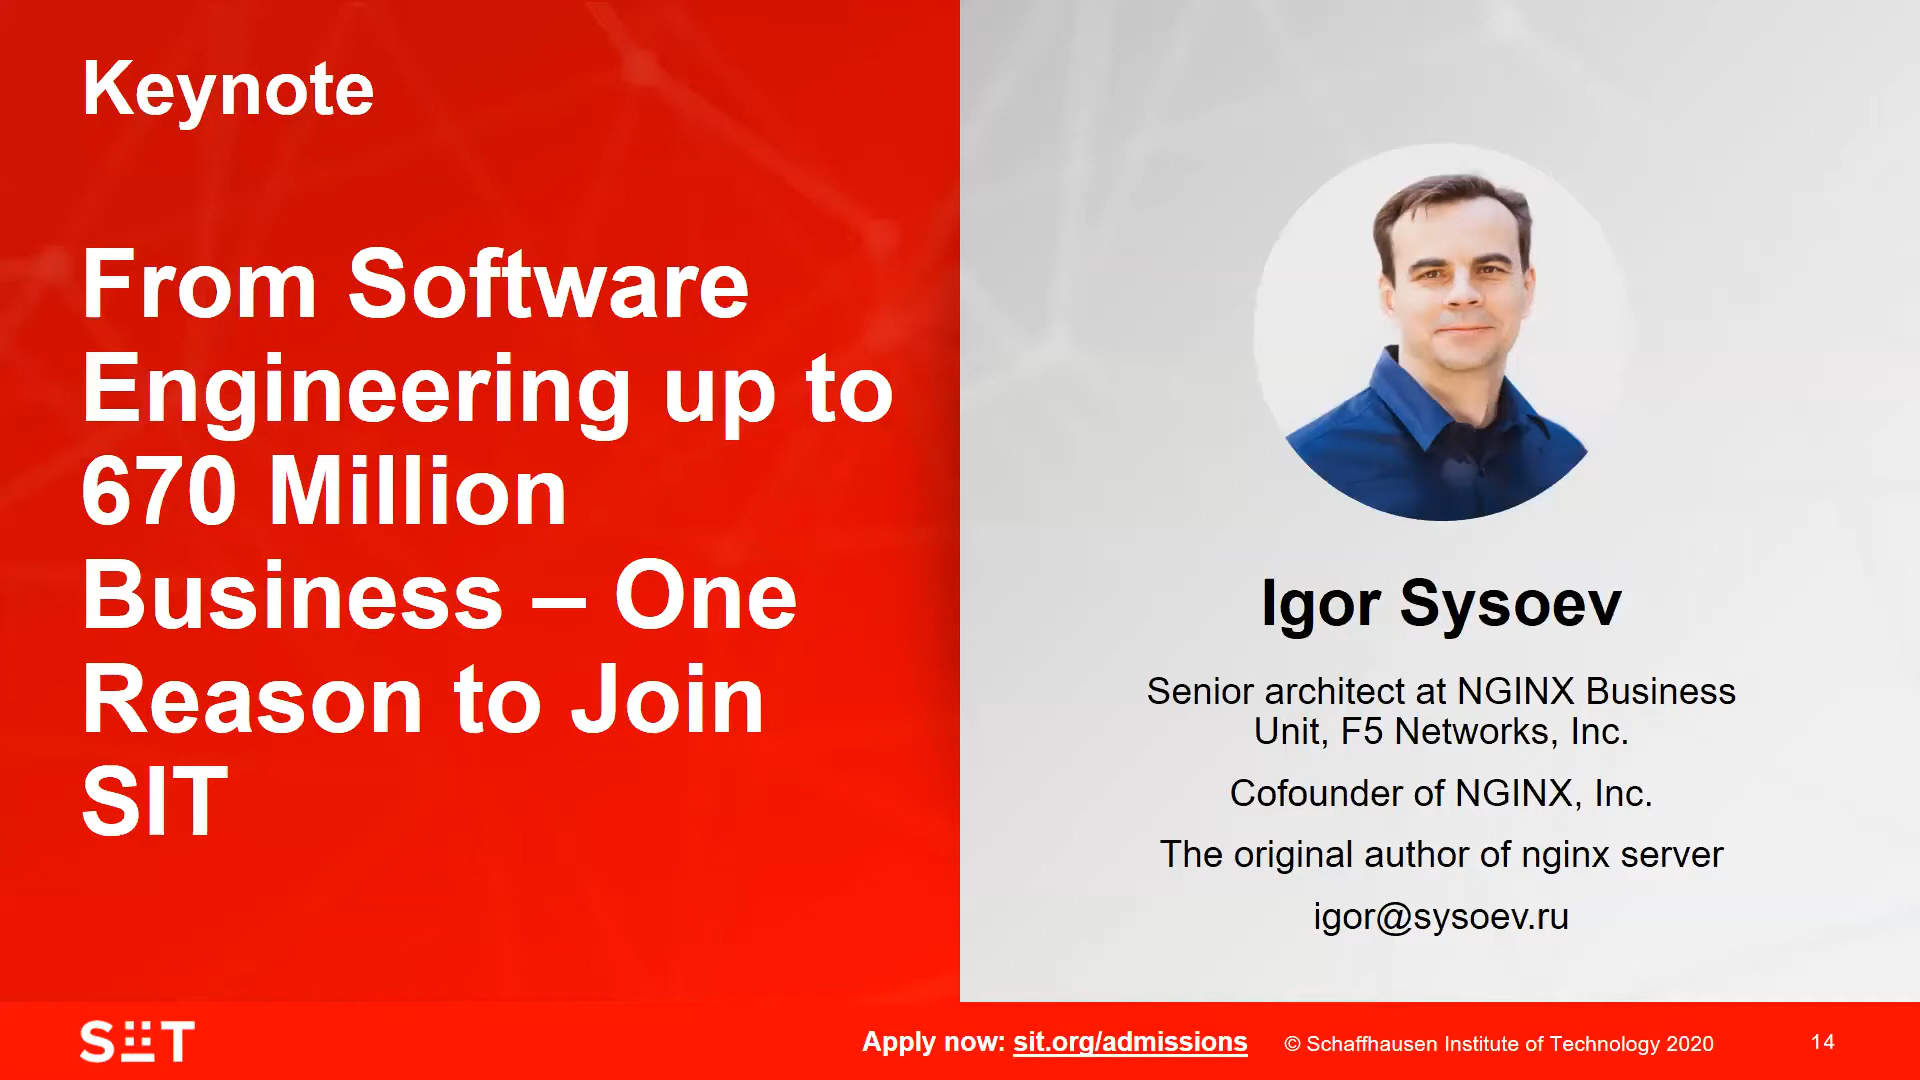 Keynote
From Software
Engineering up to
670 Million
Business – One
Reason to Join
SIT
Igor Sysoev
Senior architect at NGINX Business
Unit, F5 Networks, Inc.
Cofounder of NGINX, Inc.
The original author of nginx server
igor@sysoev.ru
SIT
Apply now: sit.org/admissions
© Schaffhausen Institute of Technology 2020
14